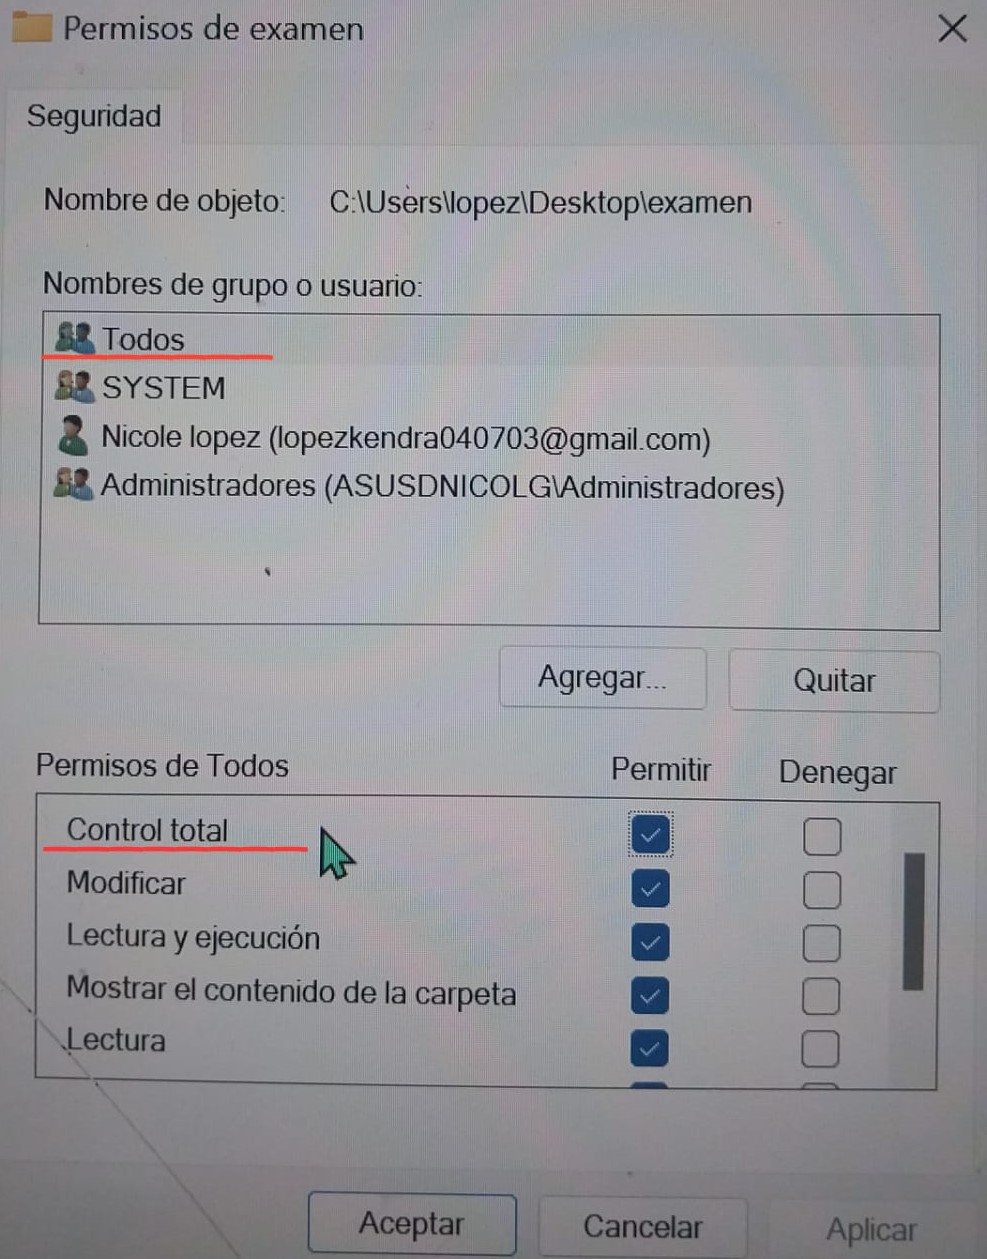 Permisos de examen
Seguridad
Nombre de objeto: C:\Users\lopez\Desktop\examen
Nombres de grupo o usuario:
Todos
SYSTEM
Nicole lopez (lopezkendra040703@gmail.com)
Administradores (ASUSDNICOLG\Administradores)
Agregar...
Quitar
Permisos de Todos Permitir Denegar
Control total
Modificar
Lectura y ejecución
Mostrar el contenido de la carpeta
Lectura
Aceptar
Cancelar
Aplicar